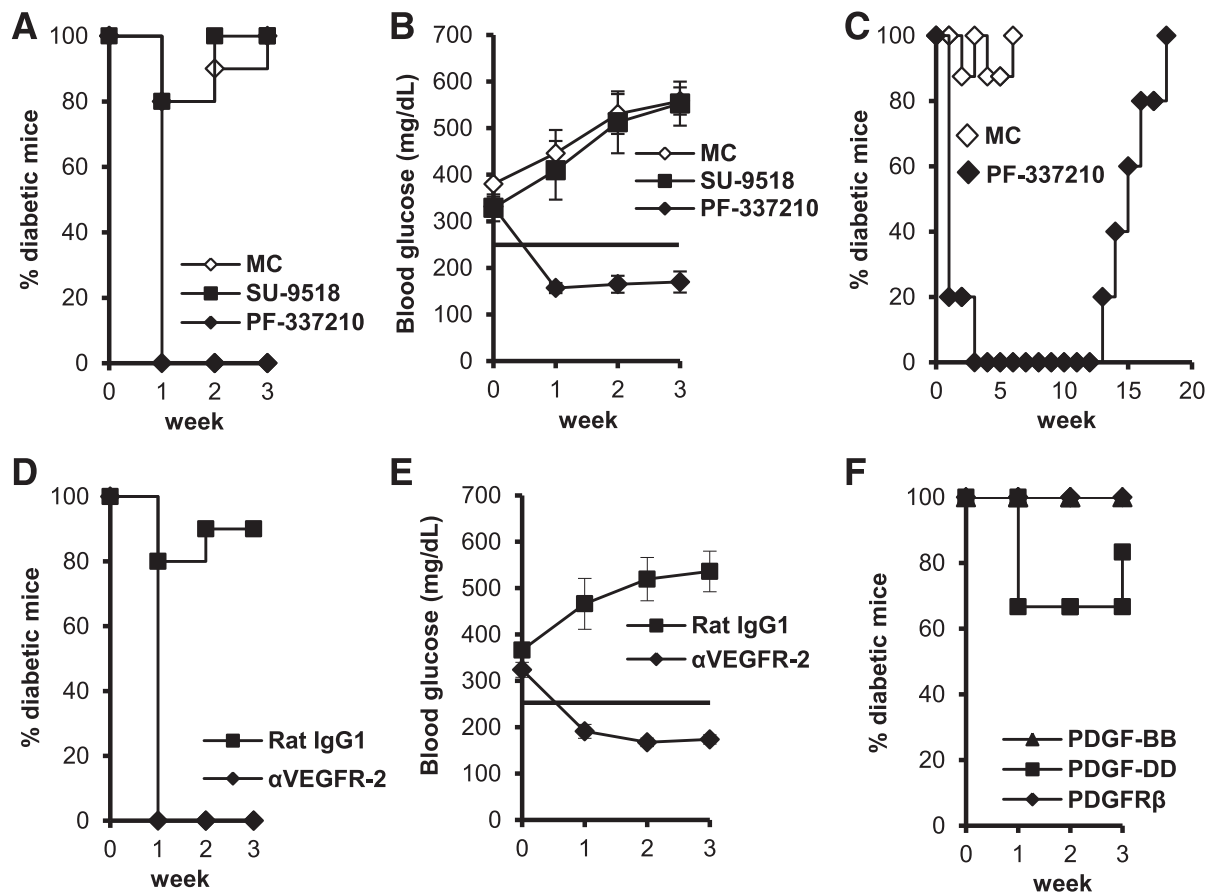 A
% diabetic mice
100
80
60
40
20
0
MC
SU-9518
PF-337210
0 1 2 3
week
B
Blood glucose (mg/dL)
700
600
500
400
300
200
100
0
MC
SU-9518
PF-337210
0 1 2 3
week
C
% diabetic mice
100
80
60
40
20
0
MC
PF-337210
0 5 10 15 20
week
D
% diabetic mice
100
80
60
40
20
0
Rat IgG1
αVEGFR-2
0 1 2 3
week
E
Blood glucose (mg/dL)
700
600
500
400
300
200
100
0
Rat IgG1
αVEGFR-2
0 1 2 3
week
F
% diabetic mice
100
80
60
40
20
0
PDGF-BB
PDGF-DD
PDGFRβ
0 1 2 3
week